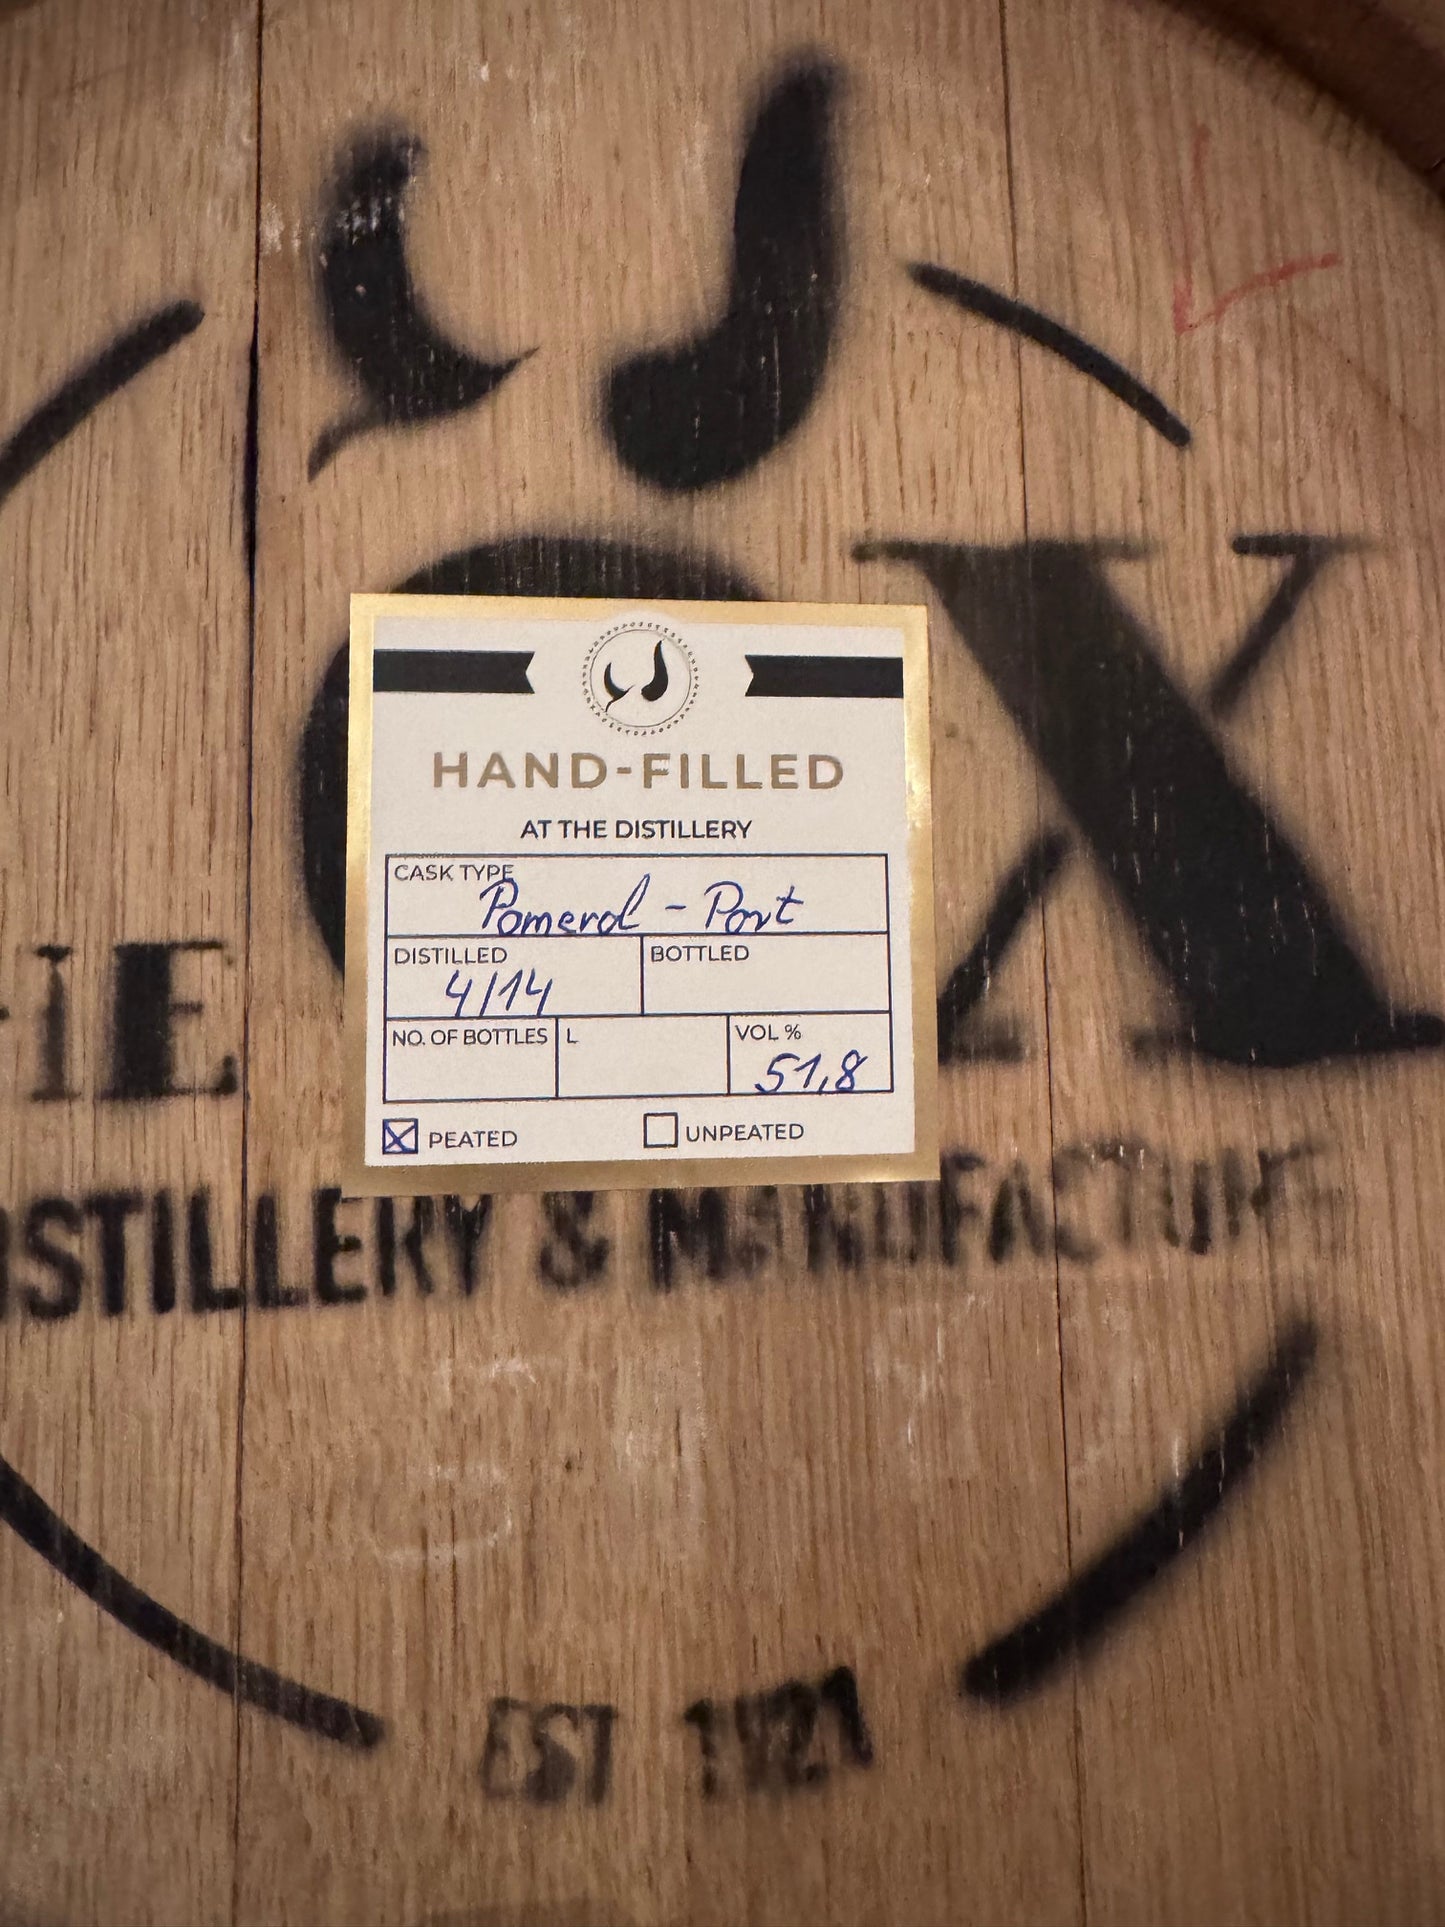 HAND-FILLED
AT THE DISTILLERY
CASK TYPE
Pomerol - Port
DISTILLED
4/14
BOTTLED
NO. OF BOTTLES
L
VOL %
51,8
PEATED
UNPEATED
DISTILLERY & MANUFACTURE
EST